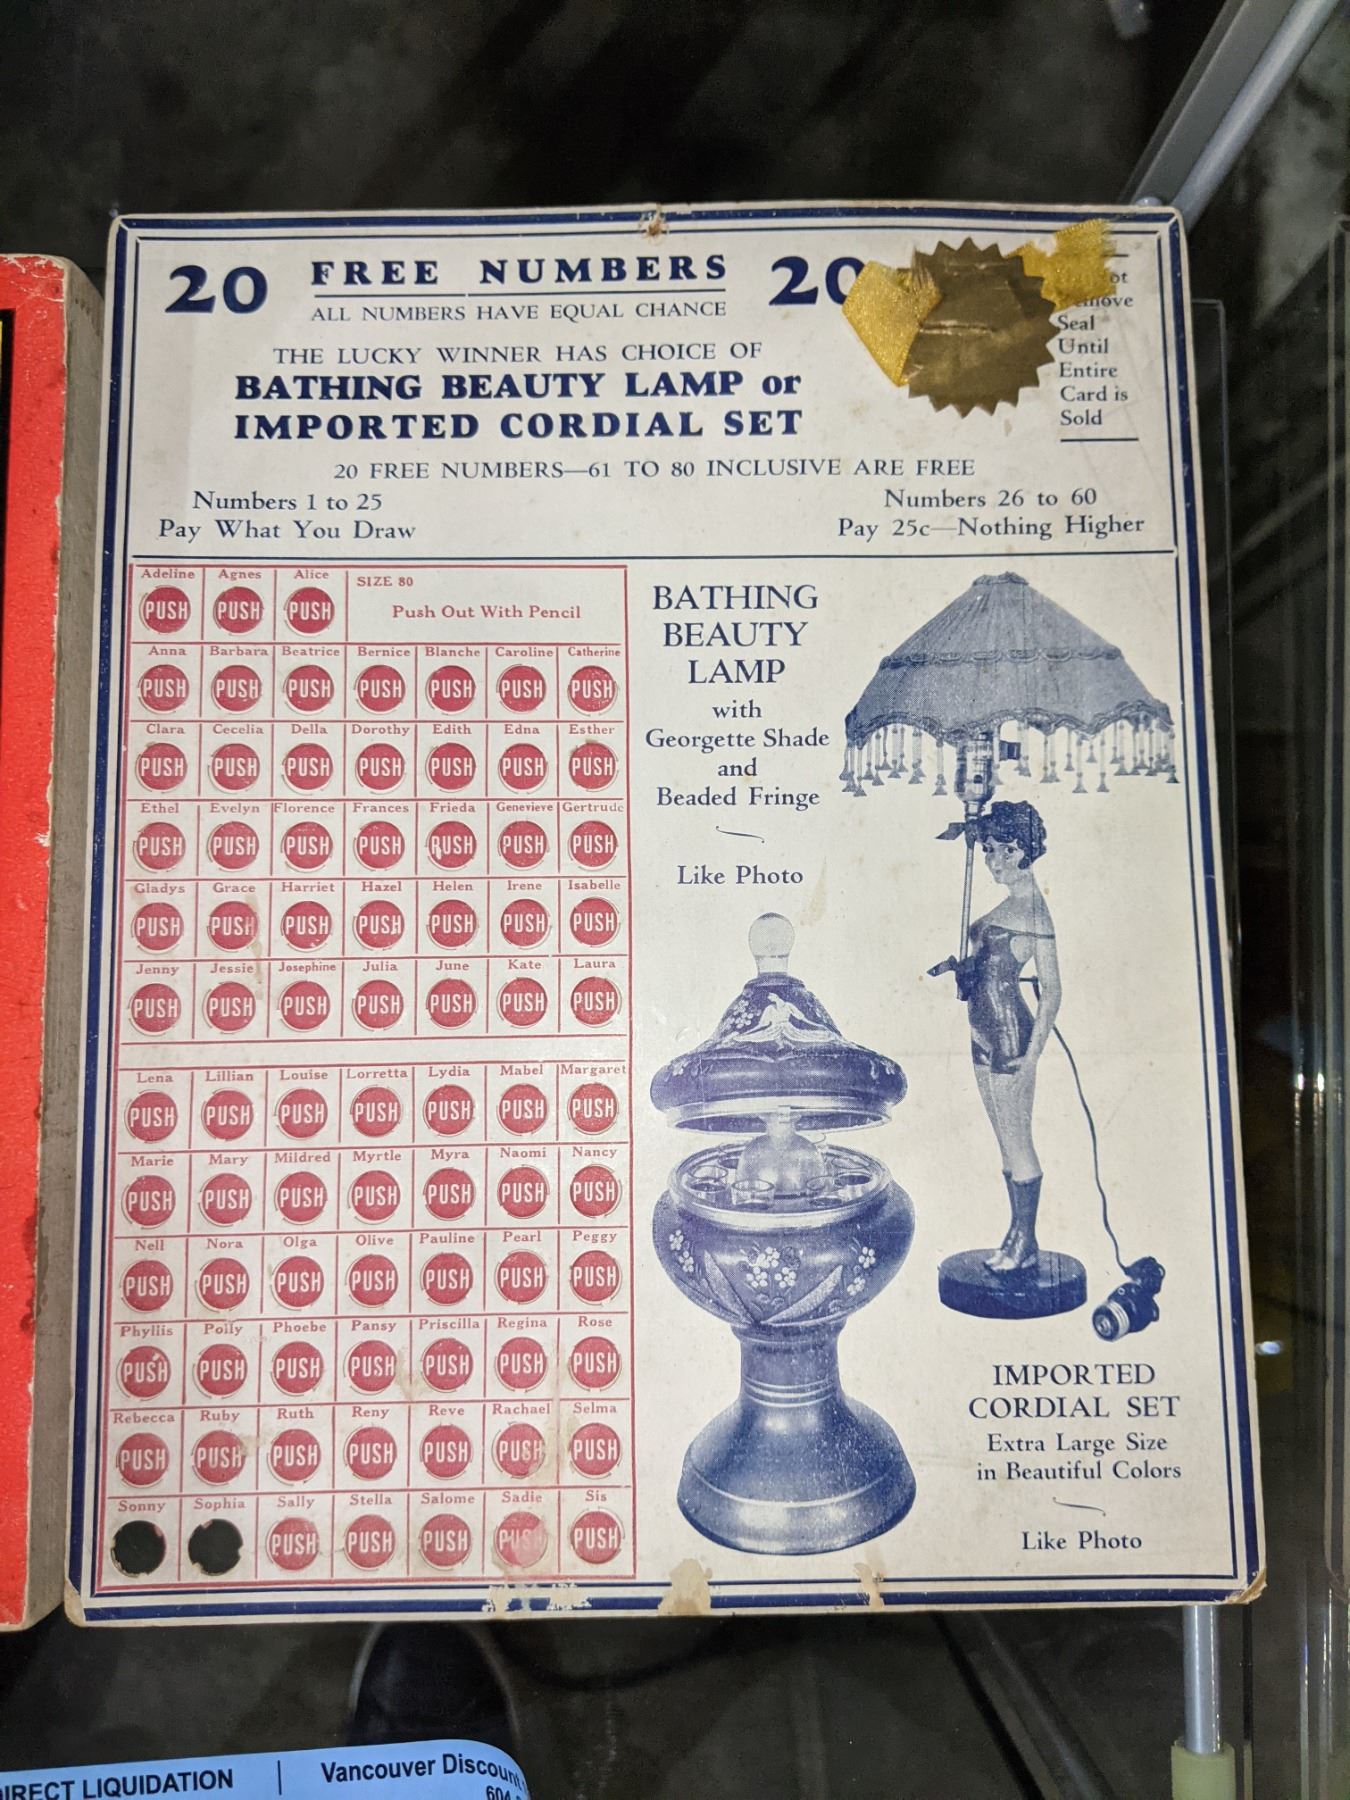 20 FREE NUMBERS 20
ALL NUMBERS HAVE EQUAL CHANCE
THE LUCKY WINNER HAS CHOICE OF
BATHING BEAUTY LAMP or
IMPORTED CORDIAL SET
Seal
Until
Entire
Card is
Sold
20 FREE NUMBERS—61 TO 80 INCLUSIVE ARE FREE
Numbers 1 to 25
Pay What You Draw
Numbers 26 to 60
Pay 25c—Nothing Higher
Adeline Agnes Alice
PUSH PUSH PUSH
SIZE 80
Push Out With Pencil
Anna Barbara Beatrice Bernice Blanche Caroline Catherine
PUSH PUSH PUSH PUSH PUSH PUSH PUSH
Clara Cecelia Della Dorothy Edith Edna Esther
PUSH PUSH PUSH PUSH PUSH PUSH PUSH
Ethel Evelyn Florence Frances Frieda Genevieve Gertrude
PUSH PUSH PUSH PUSH PUSH PUSH PUSH
Gladys Grace Harriet Hazel Helen Irene Isabelle
PUSH PUSH PUSH PUSH PUSH PUSH PUSH
Jenny Jessie Josephine Julia June Kate Laura
PUSH PUSH PUSH PUSH PUSH PUSH PUSH
Lena Lillian Louise Lorretta Lydia Mabel Margaret
PUSH PUSH PUSH PUSH PUSH PUSH PUSH
Marie Mary Mildred Myrtle Myra Naomi Nancy
PUSH PUSH PUSH PUSH PUSH PUSH PUSH
Nell Nora Olga Olive Pauline Pearl Peggy
PUSH PUSH PUSH PUSH PUSH PUSH PUSH
Phyllis Polly Phoebe Pansy Priscilla Regina Rose
PUSH PUSH PUSH PUSH PUSH PUSH PUSH
Rebecca Ruby Ruth Reny Reve Rachael Selma
PUSH PUSH PUSH PUSH PUSH PUSH PUSH
Sonny Sophia Sally Stella Salome Sadie Sis
PUSH PUSH PUSH PUSH PUSH
BATHING
BEAUTY
LAMP
with
Georgette Shade
and
Beaded Fringe
Like Photo
IMPORTED
CORDIAL SET
Extra Large Size
in Beautiful Colors
Like Photo
DIRECT LIQUIDATION | Vancouver Discount
604